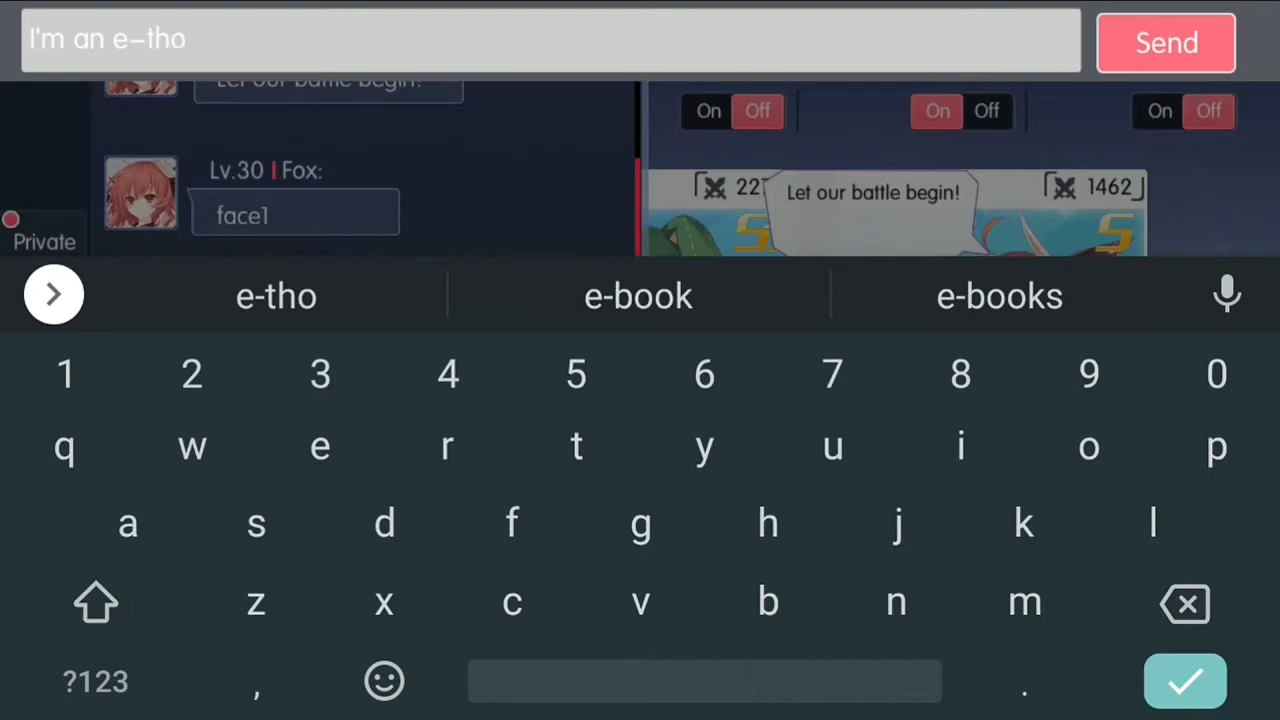 I'm an e-tho
Send
Let our battle begin!
On Off
On Off
On Off
Lv.30 Fox:
face1
Private
Let our battle begin!
1462
e-tho
e-book
e-books
1 2 3 4 5 6 7 8 9 0
q w e r t y u i o p
a s d f g h j k l
z x c v b n m
?123 , .